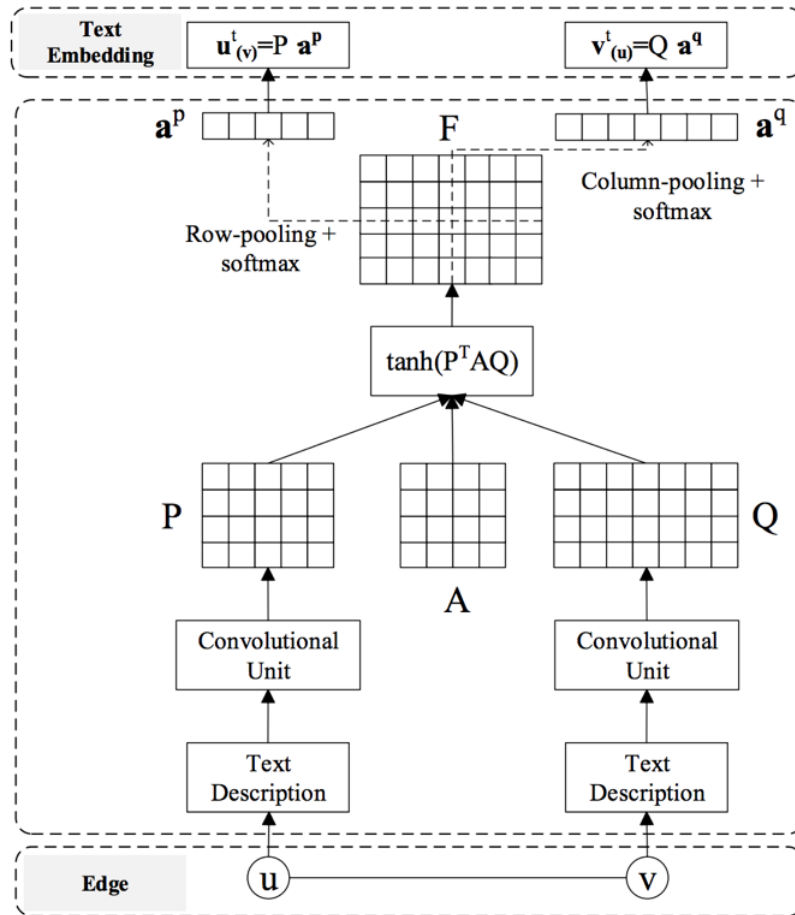 Text
Embedding
u^t_(v)=P a^p
v^t_(u)=Q a^q
a^p
F
a^q
Row-pooling +
softmax
Column-pooling +
softmax
tanh(P^TAQ)
P
A
Q
Convolutional
Unit
Convolutional
Unit
Text
Description
Text
Description
Edge
u
v